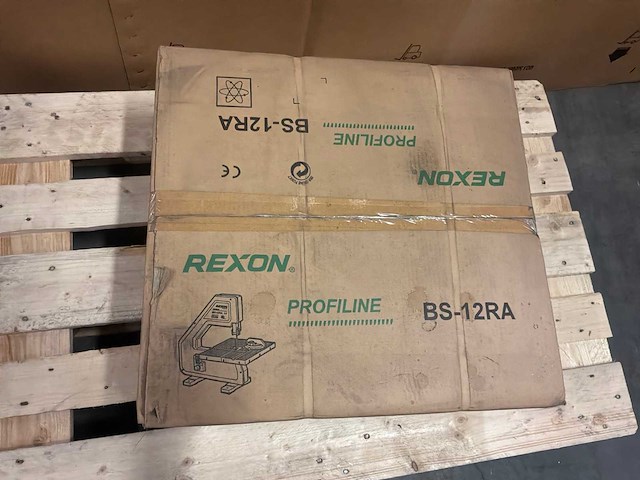 BS-12RA
PROFILINE
CE
REXON
REXON®
PROFILINE
BS-12RA